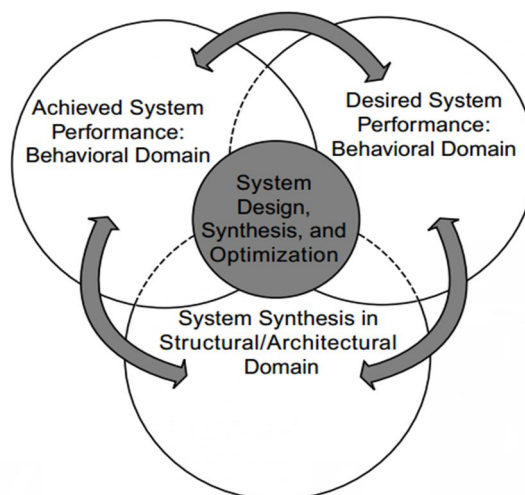 Achieved System
Performance:
Behavioral Domain
Desired System
Performance:
Behavioral Domain
System
Design,
Synthesis, and
Optimization
System Synthesis in
Structural/Architectural
Domain